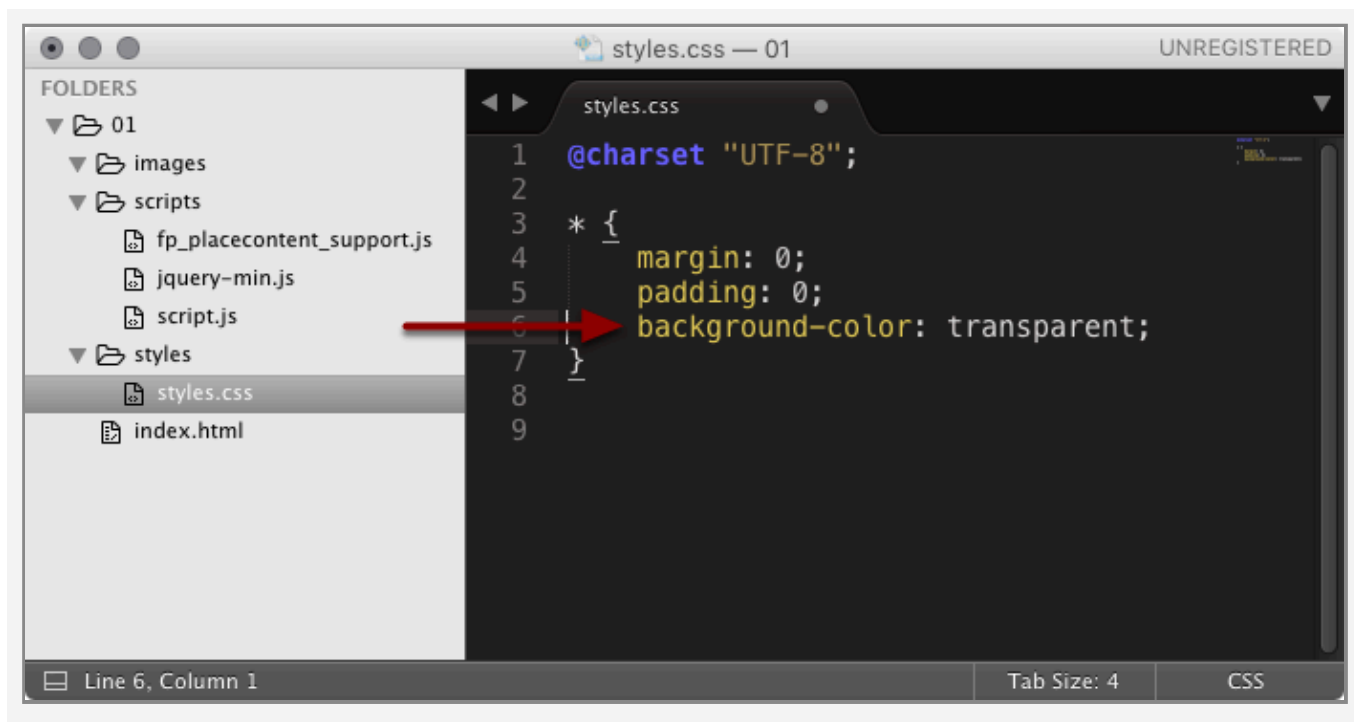 styles.css — 01
UNREGISTERED
FOLDERS
01
images
scripts
fp_placecontent_support.js
jquery-min.js
script.js
styles
styles.css
index.html
styles.css
1 @charset "UTF-8";
2
3 * {
4 margin: 0;
5 padding: 0;
6 background-color: transparent;
7 }
8
9
Line 6, Column 1
Tab Size: 4
CSS